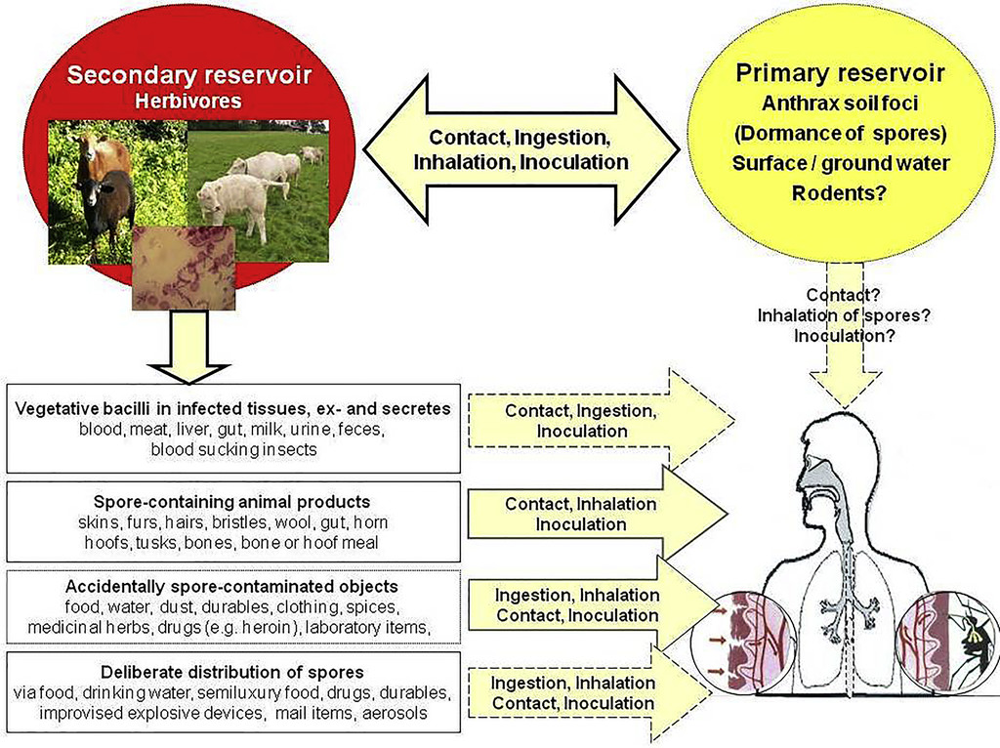 Secondary reservoir
Herbivores
Contact, Ingestion,
Inhalation, Inoculation
Primary reservoir
Anthrax soil foci
(Dormance of spores)
Surface / ground water
Rodents?
Contact?
Inhalation of spores?
Inoculation?
Vegetative bacilli in infected tissues, ex- and secretes
blood, meat, liver, gut, milk, urine, feces,
blood sucking insects
Contact, Ingestion,
Inoculation
Spore-containing animal products
skins, furs, hairs, bristles, wool, gut, horn
hoofs, tusks, bones, bone or hoof meal
Contact, Inhalation
Inoculation
Accidentally spore-contaminated objects
food, water, dust, durables, clothing, spices,
medicinal herbs, drugs (e.g. heroin), laboratory items,
Ingestion, Inhalation
Contact, Inoculation
Deliberate distribution of spores
via food, drinking water, semiluxury food, drugs, durables,
improvised explosive devices, mail items, aerosols
Ingestion, Inhalation
Contact, Inoculation